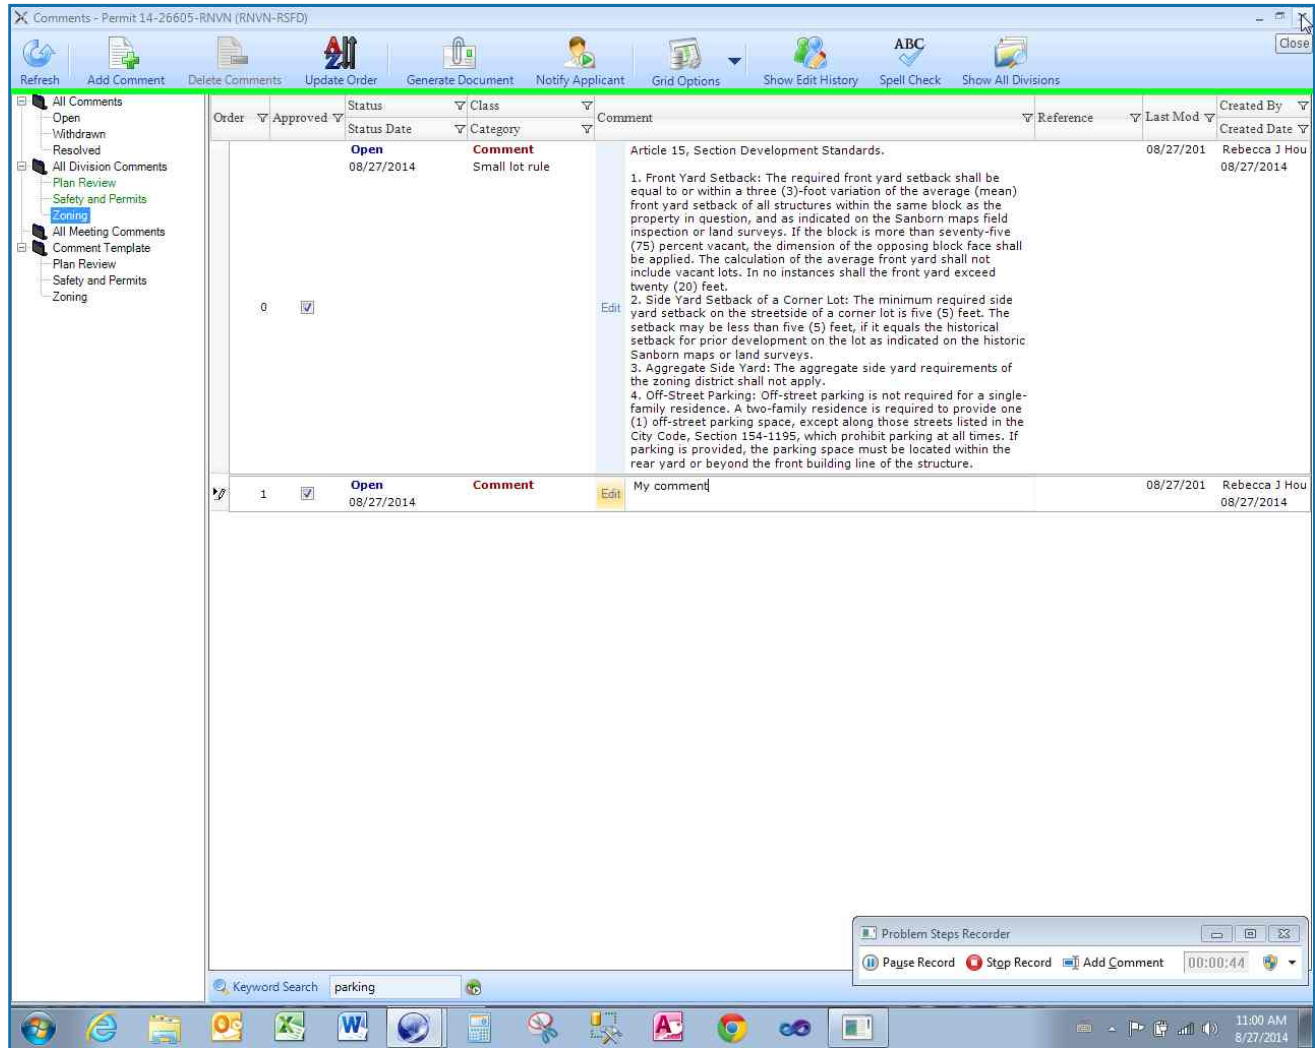 Comments - Permit 14-26605-RNVN (RNVN-RSFD)
Close
ABC
Refresh Add Comment Delete Comments Update Order Generate Document Notify Applicant Grid Options Show Edit History Spell Check Show All Divisions
All Comments
Open
Withdrawn
Resolved
All Division Comments
Plan Review
Safety and Permits
Zoning
All Meeting Comments
Comment Template
Plan Review
Safety and Permits
Zoning
Order Approved Status Class Comment Reference Last Mod Created By
Status Date Category Created Date
Open Comment Article 15, Section Development Standards. 08/27/201 Rebecca J Hou
08/27/2014 Small lot rule 08/27/2014
1. Front Yard Setback: The required front yard setback shall be
equal to or within a three (3)-foot variation of the average (mean)
front yard setback of all structures within the same block as the
property in question, and as indicated on the Sanborn maps field
inspection or land surveys. If the block is more than seventy-five
(75) percent vacant, the dimension of the opposing block face shall
be applied. The calculation of the average front yard shall not
include vacant lots. In no instances shall the front yard exceed
twenty (20) feet.
2. Side Yard Setback of a Corner Lot: The minimum required side
0 Edit yard setback on the streetside of a corner lot is five (5) feet. The
setback may be less than five (5) feet, if it equals the historical
setback for prior development on the lot as indicated on the historic
Sanborn maps or land surveys.
3. Aggregate Side Yard: The aggregate side yard requirements of
the zoning district shall not apply.
4. Off-Street Parking: Off-street parking is not required for a single-
family residence. A two-family residence is required to provide one
(1) off-street parking space, except along those streets listed in the
City Code, Section 154-1195, which prohibit parking at all times. If
parking is provided, the parking space must be located within the
rear yard or beyond the front building line of the structure.
1 Open Comment Edit My comment 08/27/201 Rebecca J Hou
08/27/2014 08/27/2014
Problem Steps Recorder
Pause Record Stop Record Add Comment 00:00:44
Keyword Search parking
11:00 AM
8/27/2014